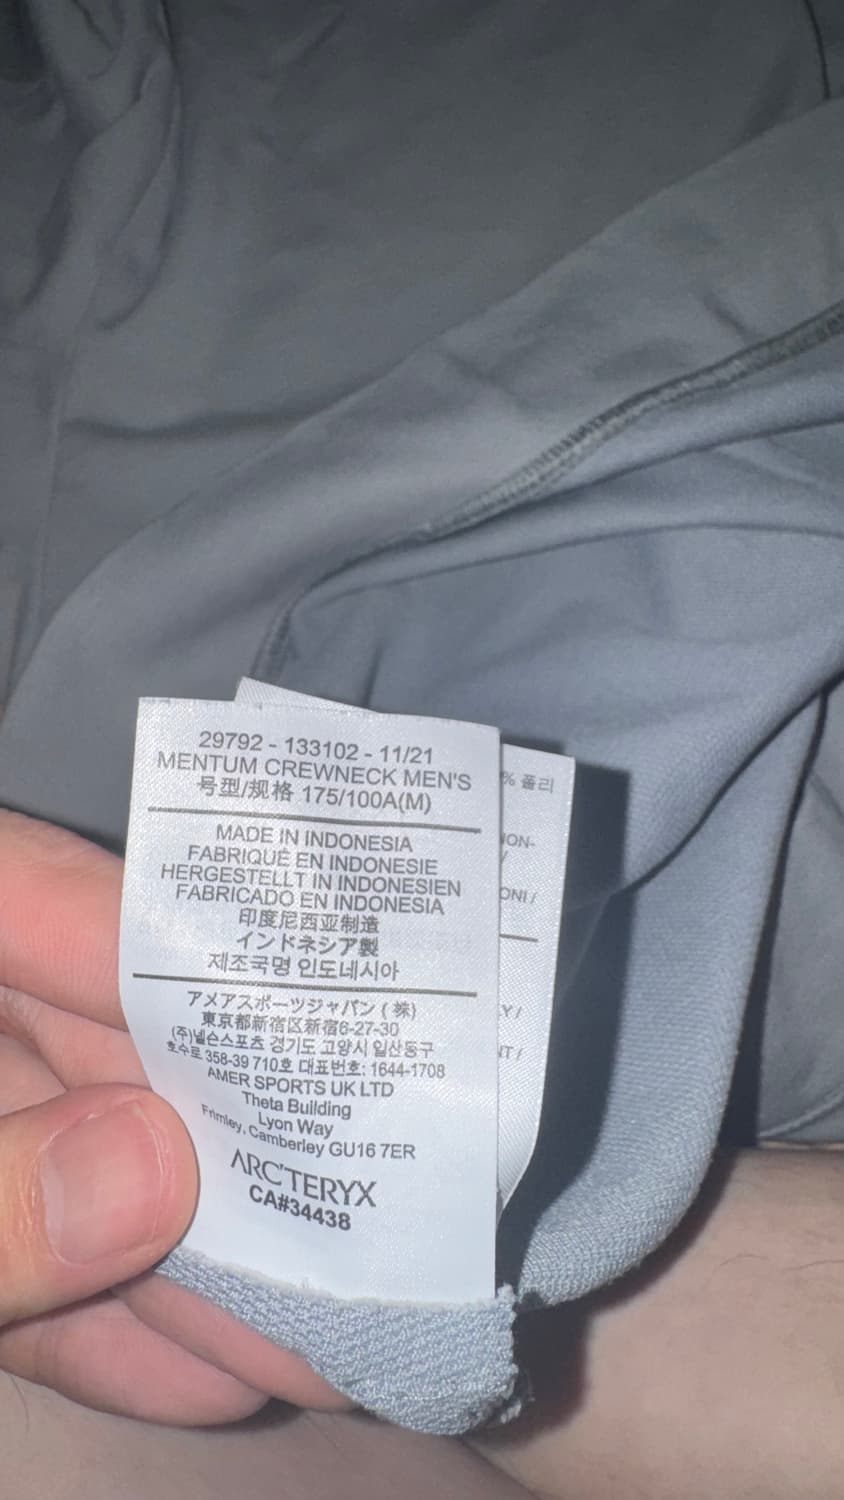 29792 - 133102 - 11/21
MENTUM CREWNECK MEN'S
号型/规格 175/100A(M)
MADE IN INDONESIA
FABRIQUÉ EN INDONESIE
HERGESTELLT IN INDONESIEN
FABRICADO EN INDONESIA
印度尼西亚制造
インドネシア製
제조국명 인도네시아
アメアスポーツジャパン ( 株)
東京都新宿区新宿6-27-30
(주)넬슨스포츠 경기도 고양시 일산동구
호수로 358-39 710호 대표번호: 1644-1708
AMER SPORTS UK LTD
Theta Building
Lyon Way
Frimley, Camberley GU16 7ER
ARC'TERYX
CA#34438
% 폴리
ION-
/
ONI /
Y /
NT /